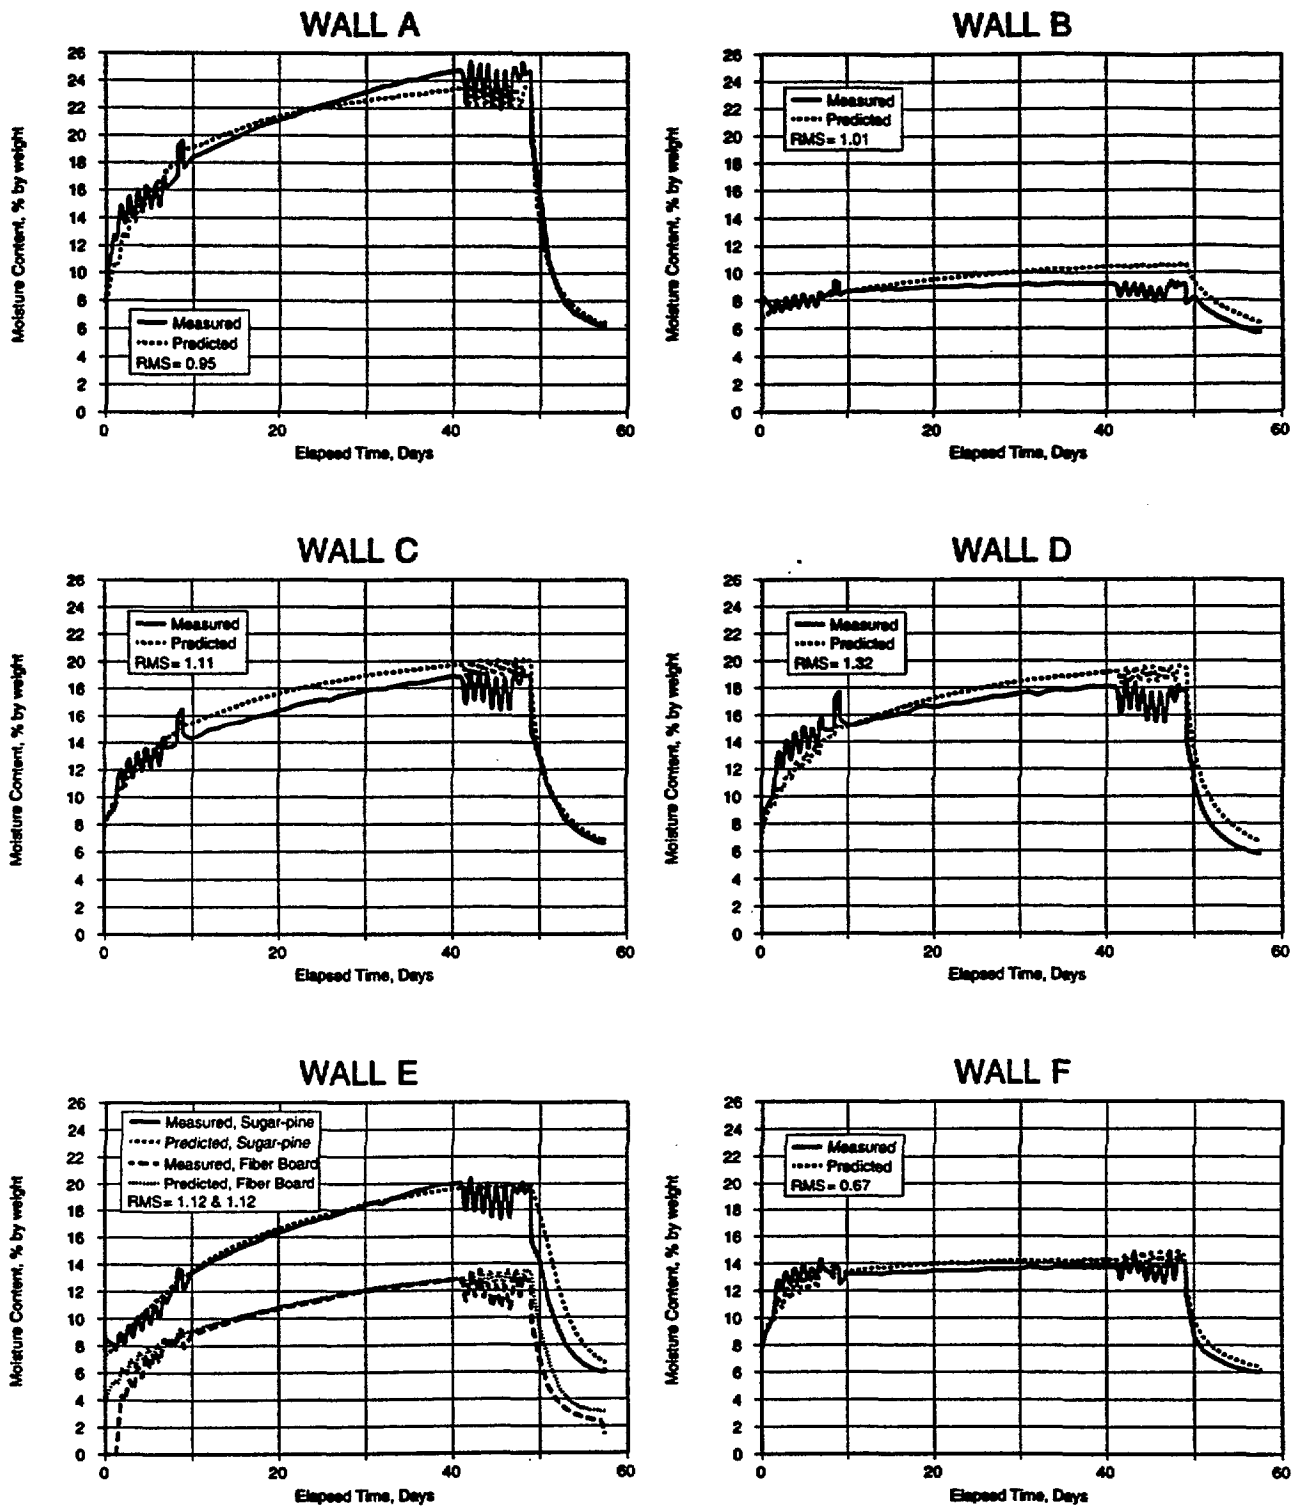 WALL A
Moisture Content, % by weight
26
24
22
20
18
16
14
12
10
8
6
4
2
0
Measured
Predicted
RMS= 0.95
0 20 40 60
Elapsed Time, Days
WALL B
Moisture Content, % by weight
26
24
22
20
18
16
14
12
10
8
6
4
2
0
Measured
Predicted
RMS= 1.01
0 20 40 60
Elapsed Time, Days
WALL C
Moisture Content, % by weight
26
24
22
20
18
16
14
12
10
8
6
4
2
0
Measured
Predicted
RMS= 1.11
0 20 40 60
Elapsed Time, Days
WALL D
Moisture Content, % by weight
26
24
22
20
18
16
14
12
10
8
6
4
2
0
Measured
Predicted
RMS= 1.32
0 20 40 60
Elapsed Time, Days
WALL E
Moisture Content, % by weight
26
24
22
20
18
16
14
12
10
8
6
4
2
0
Measured, Sugar-pine
Predicted, Sugar-pine
Measured, Fiber Board
Predicted, Fiber Board
RMS= 1.12 & 1.12
0 20 40 60
Elapsed Time, Days
WALL F
Moisture Content, % by weight
26
24
22
20
18
16
14
12
10
8
6
4
2
0
Measured
Predicted
RMS= 0.67
0 20 40 60
Elapsed Time, Days